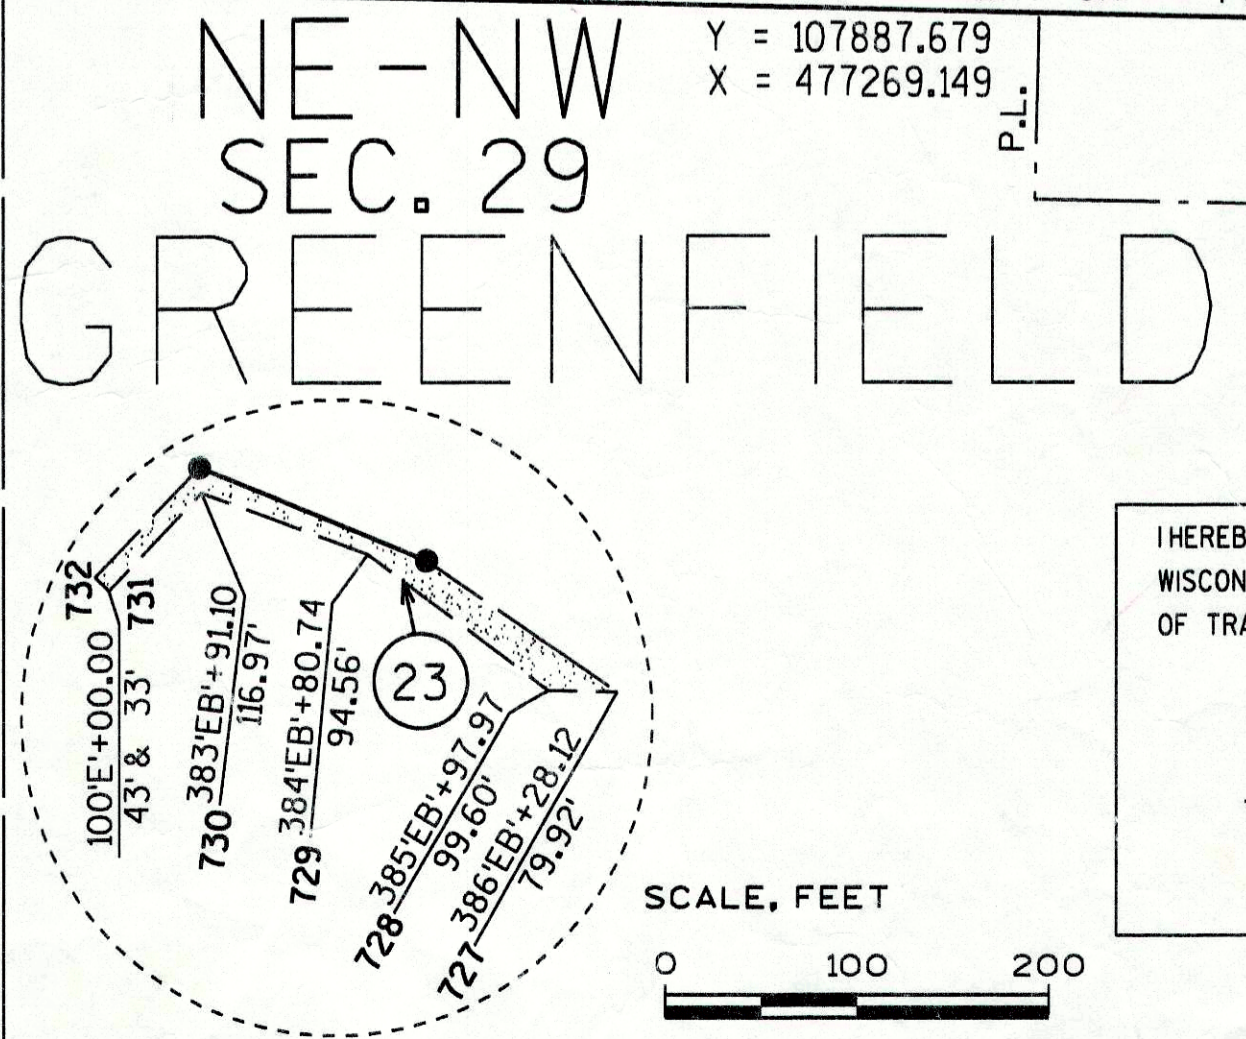 NE-NW
SEC. 29
Y = 107887.679
X = 477269.149
P.L.
GREENFIELD
732
731
100'E'+00.00
43' & 33'
730 383'EB'+91.10
116.97'
729 384'EB'+80.74
94.56'
23
728 385'EB'+97.97
99.60'
727 386'EB'+28.12
79.92'
I HEREB
WISCON
OF TRA
SCALE, FEET
0 100 200